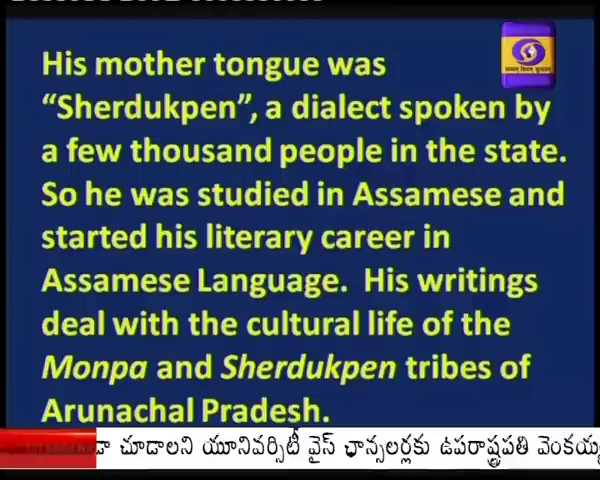 His mother tongue was
“Sherdukpen”, a dialect spoken by
a few thousand people in the state.
So he was studied in Assamese and
started his literary career in
Assamese Language. His writings
deal with the cultural life of the
Monpa and Sherdukpen tribes of
Arunachal Pradesh.
చూడాలని యూనివర్సిటీ వైస్ ఛాన్సలర్లకు ఉపరాష్ట్రపతి